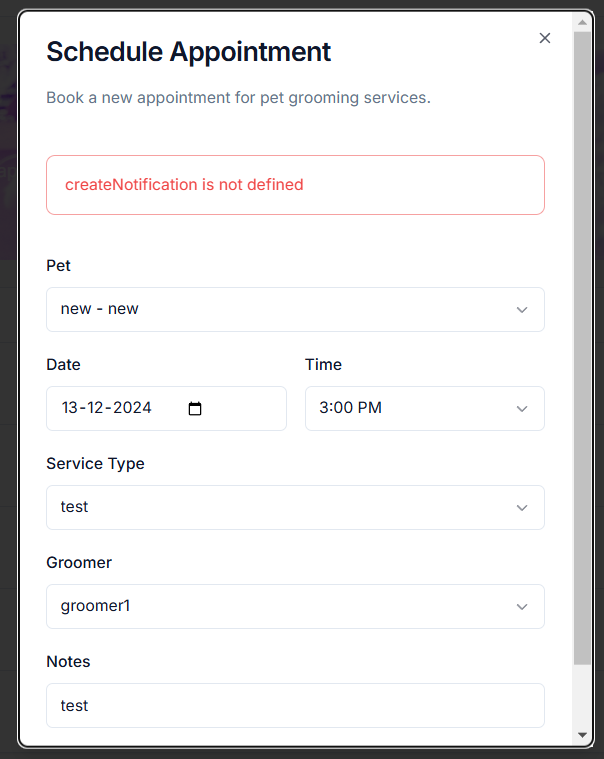 Schedule Appointment
Book a new appointment for pet grooming services.
createNotification is not defined
Pet
new - new
Date
Time
13-12-2024
3:00 PM
Service Type
test
Groomer
groomer1
Notes
test